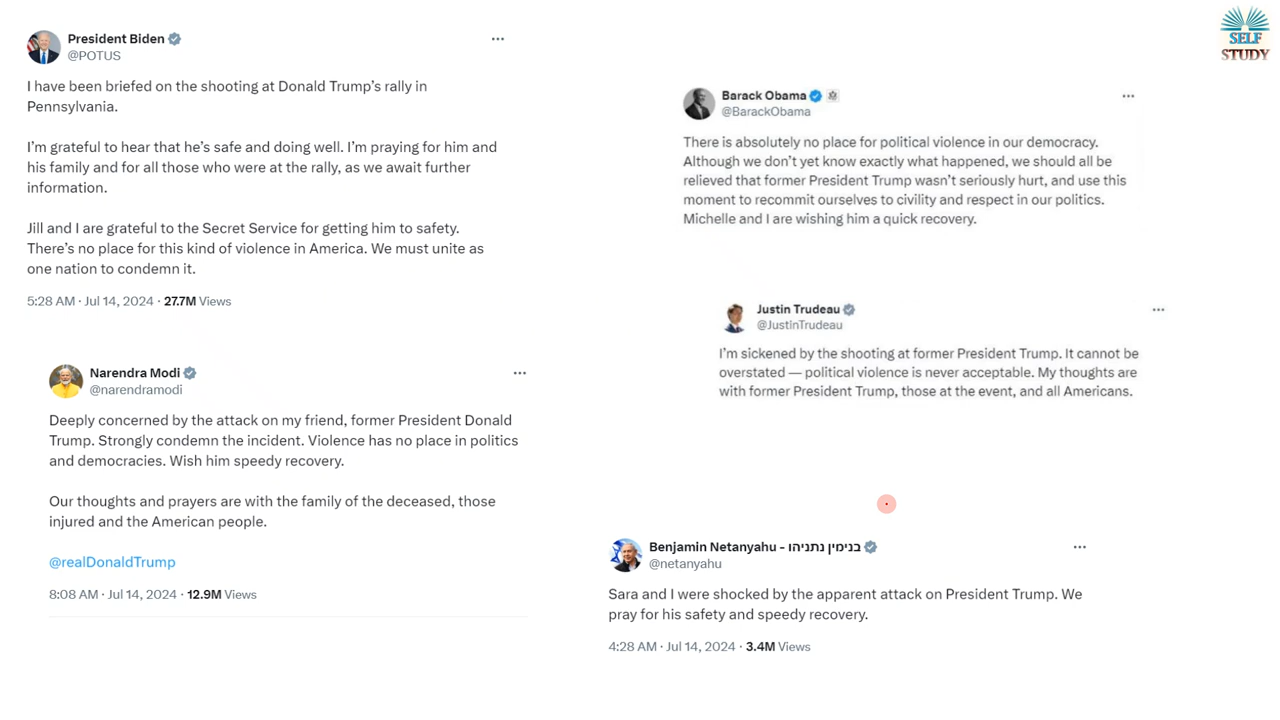 President Biden
@POTUS
I have been briefed on the shooting at Donald Trump’s rally in
Pennsylvania.
I’m grateful to hear that he’s safe and doing well. I’m praying for him and
his family and for all those who were at the rally, as we await further
information.
Jill and I are grateful to the Secret Service for getting him to safety.
There’s no place for this kind of violence in America. We must unite as
one nation to condemn it.
5:28 AM · Jul 14, 2024 · 27.7M Views
Narendra Modi
@narendramodi
Deeply concerned by the attack on my friend, former President Donald
Trump. Strongly condemn the incident. Violence has no place in politics
and democracies. Wish him speedy recovery.
Our thoughts and prayers are with the family of the deceased, those
injured and the American people.
@realDonaldTrump
8:08 AM · Jul 14, 2024 · 12.9M Views
SELF
STUDY
Barack Obama
@BarackObama
There is absolutely no place for political violence in our democracy.
Although we don’t yet know exactly what happened, we should all be
relieved that former President Trump wasn’t seriously hurt, and use this
moment to recommit ourselves to civility and respect in our politics.
Michelle and I are wishing him a quick recovery.
Justin Trudeau
@JustinTrudeau
I’m sickened by the shooting at former President Trump. It cannot be
overstated — political violence is never acceptable. My thoughts are
with former President Trump, those at the event, and all Americans.
Benjamin Netanyahu - בנימין נתניהו
@netanyahu
Sara and I were shocked by the apparent attack on President Trump. We
pray for his safety and speedy recovery.
4:28 AM · Jul 14, 2024 · 3.4M Views